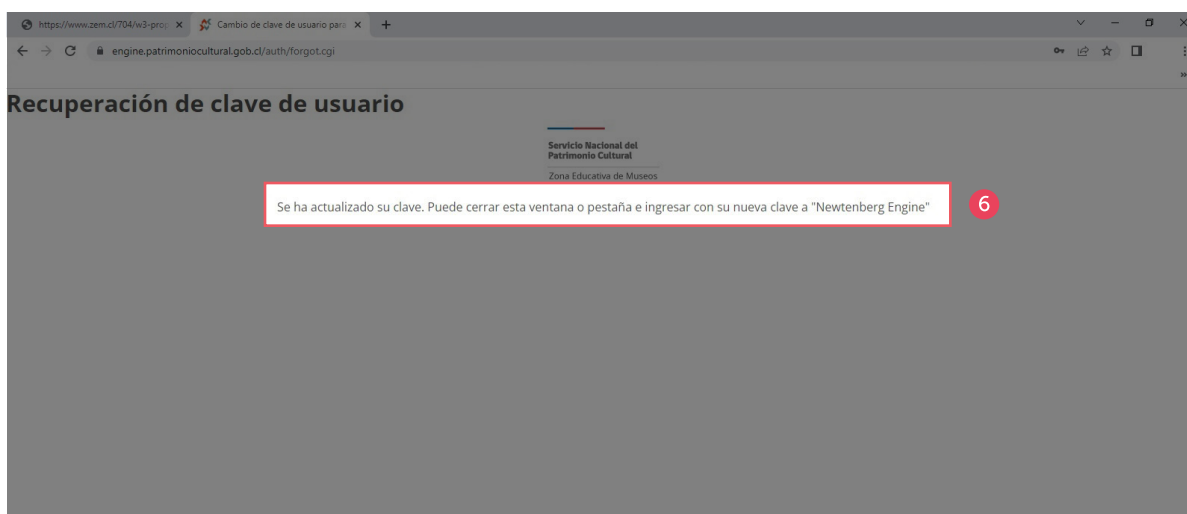 https://www.zem.cl/704/w3-prop
Cambio de clave de usuario para
engine.patrimoniocultural.gob.cl/auth/forgot.cgi
Recuperación de clave de usuario
Servicio Nacional del
Patrimonio Cultural
Zona Educativa de Museos
Se ha actualizado su clave. Puede cerrar esta ventana o pestaña e ingresar con su nueva clave a "Newtenberg Engine"
6